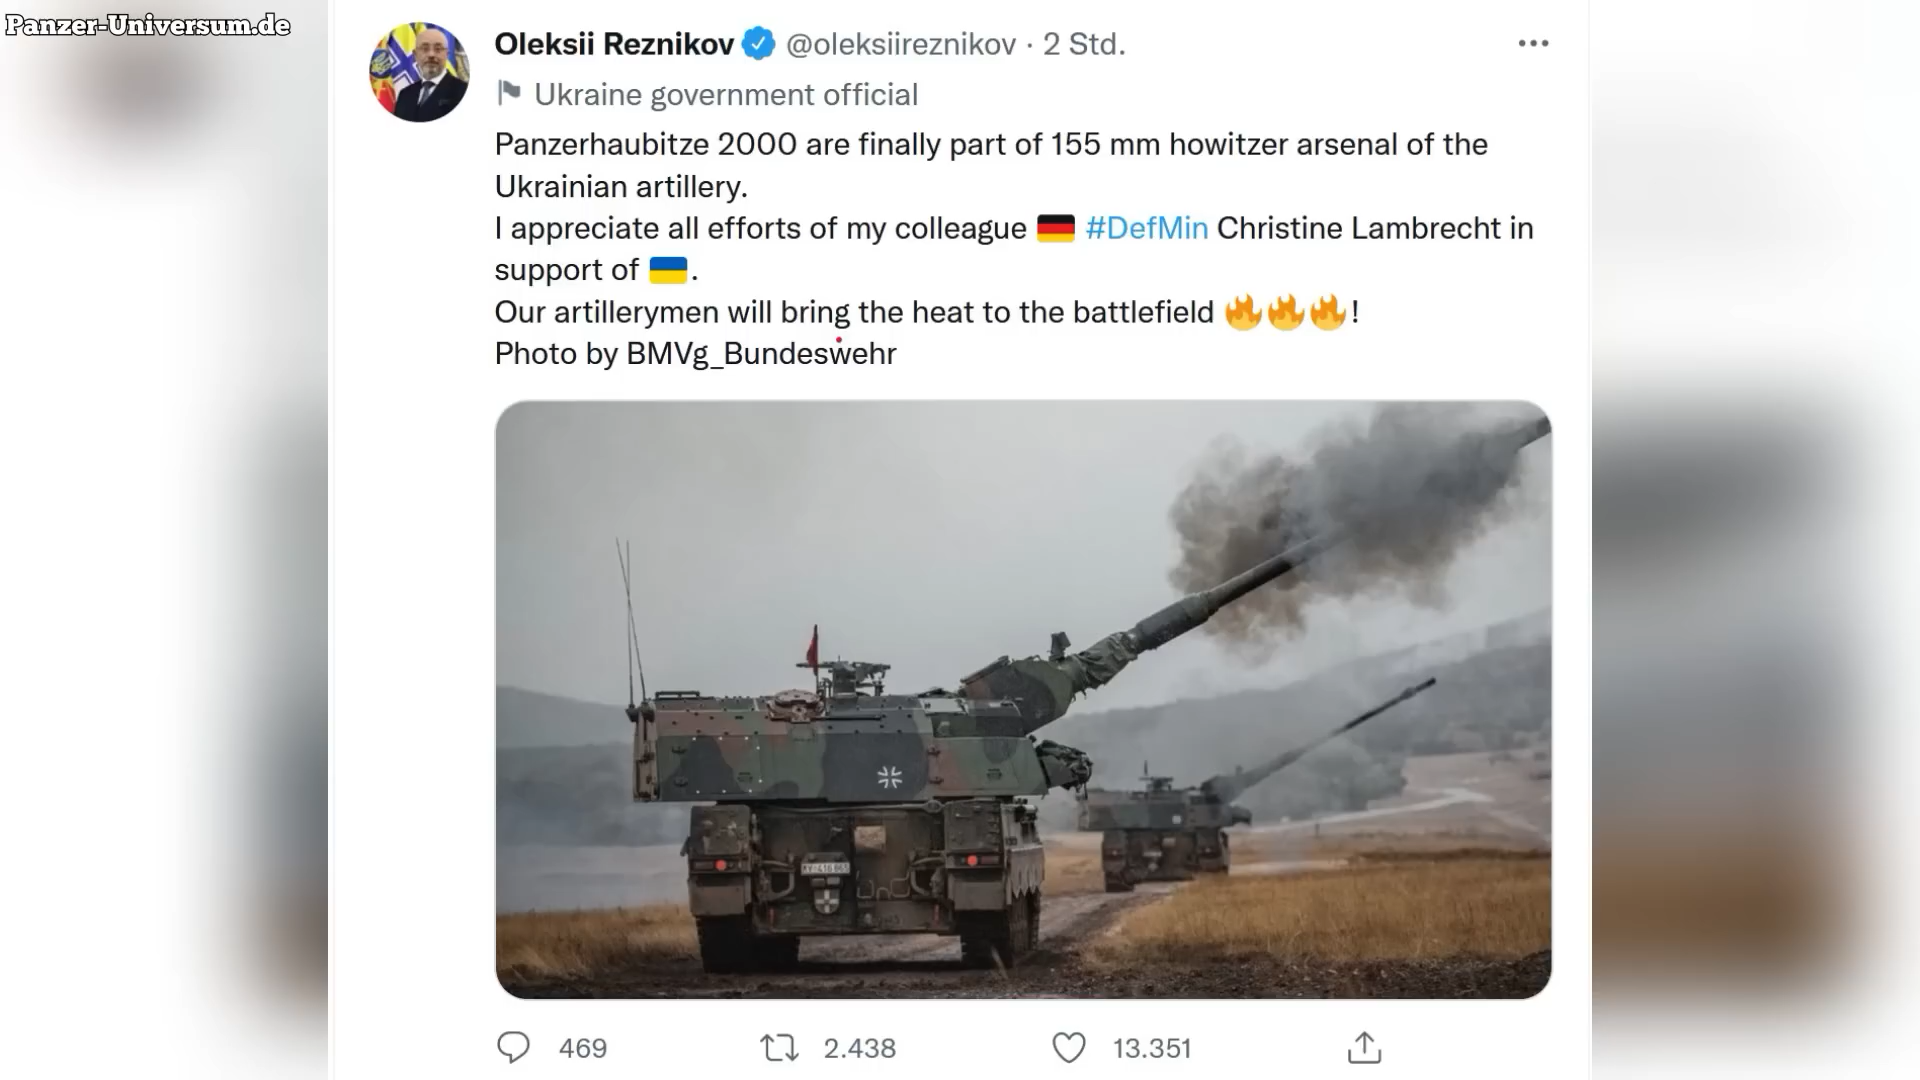 Panzer-Universum.de
Oleksii Reznikov @oleksiireznikov · 2 Std.
Ukraine government official
Panzerhaubitze 2000 are finally part of 155 mm howitzer arsenal of the
Ukrainian artillery.
I appreciate all efforts of my colleague 🇩🇪 #DefMin Christine Lambrecht in
support of 🇺🇦.
Our artillerymen will bring the heat to the battlefield 🔥🔥🔥!
Photo by BMVg_Bundeswehr
469 2.438 13.351